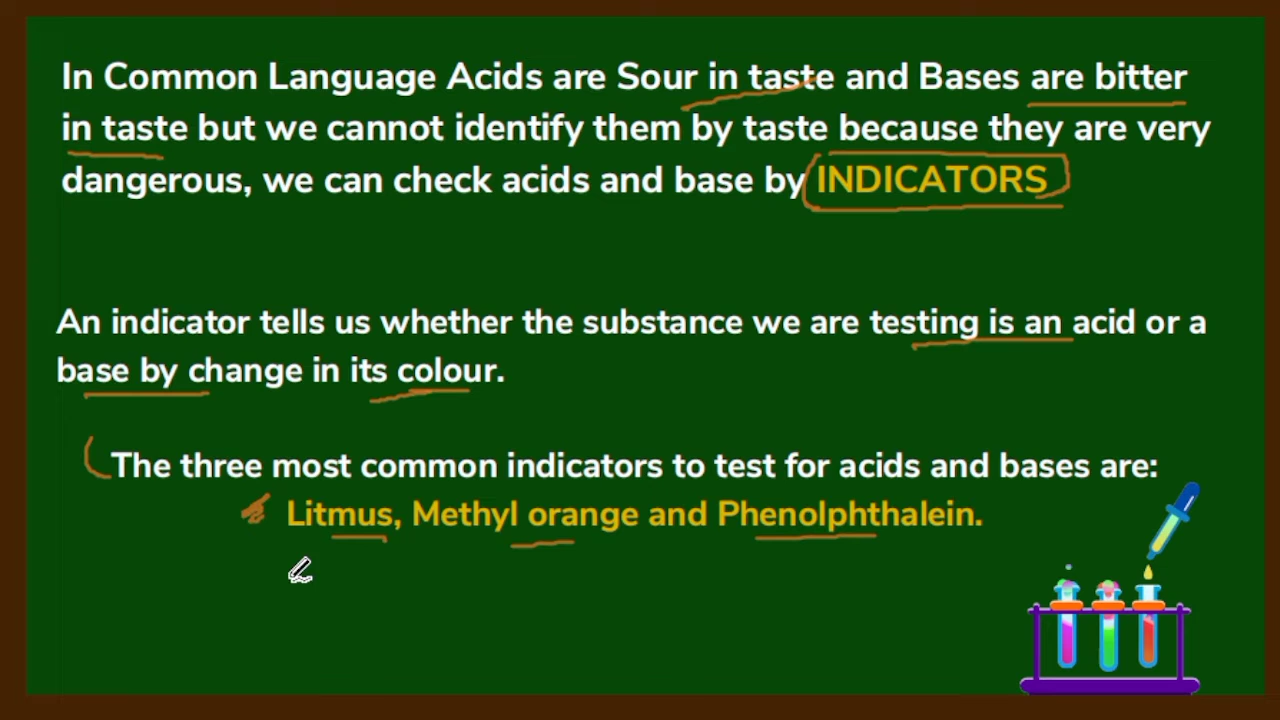 In Common Language Acids are Sour in taste and Bases are bitter
in taste but we cannot identify them by taste because they are very
dangerous, we can check acids and base by INDICATORS
An indicator tells us whether the substance we are testing is an acid or a
base by change in its colour.
The three most common indicators to test for acids and bases are:
Litmus, Methyl orange and Phenolphthalein.